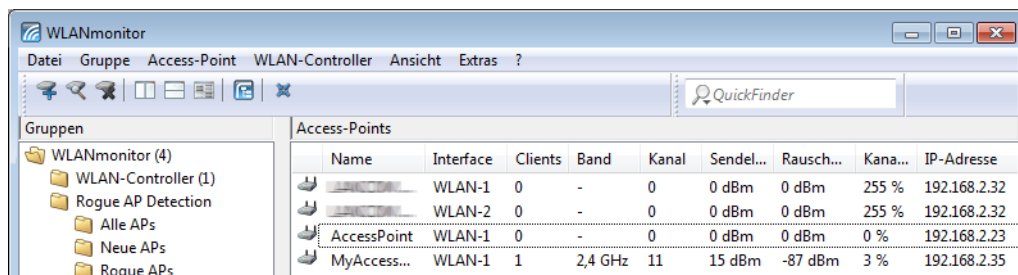 WLANmonitor
Datei Gruppe Access-Point WLAN-Controller Ansicht Extras ?
QuickFinder
Gruppen
WLANmonitor (4)
WLAN-Controller (1)
Rogue AP Detection
Alle APs
Neue APs
Rogue APs
Access-Points
Name Interface Clients Band Kanal Sendel... Rausch... Kana... IP-Adresse
WLAN-1 0 - 0 0 dBm 0 dBm 255 % 192.168.2.32
WLAN-2 0 - 0 0 dBm 0 dBm 255 % 192.168.2.32
AccessPoint WLAN-1 0 - 0 0 dBm 0 dBm 0 % 192.168.2.23
MyAccess... WLAN-1 1 2,4 GHz 11 15 dBm -87 dBm 3 % 192.168.2.35